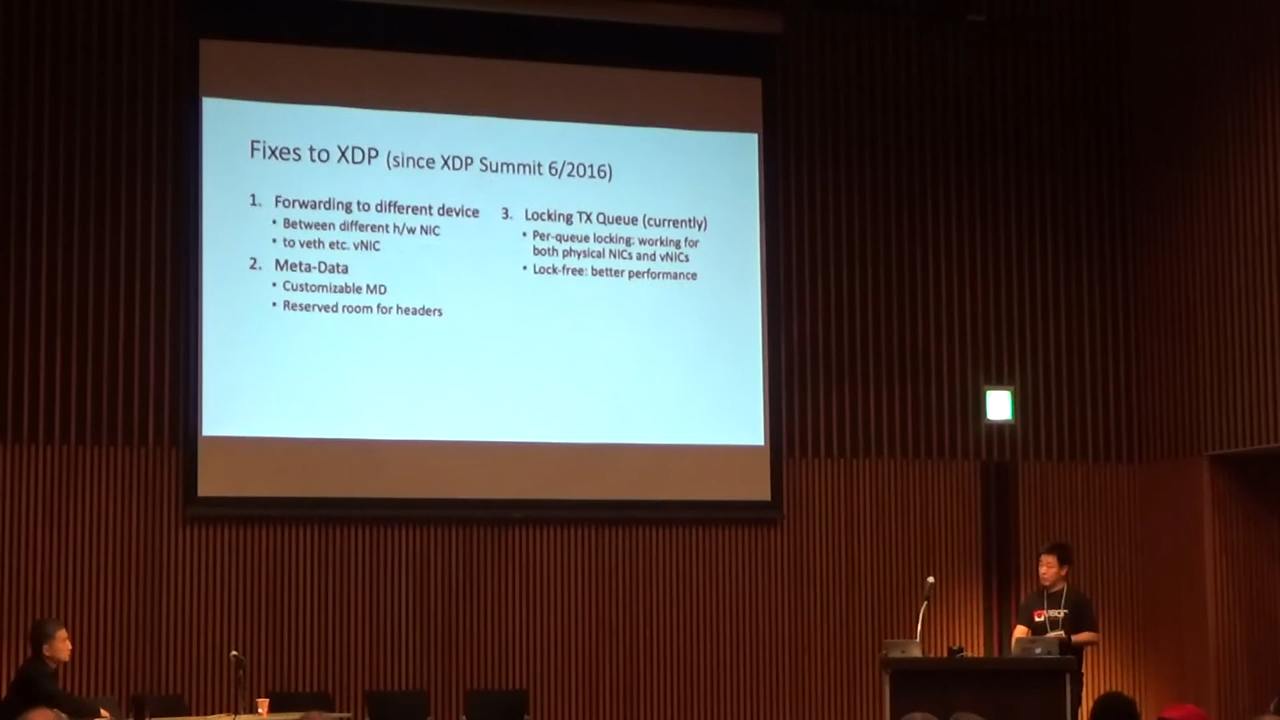 Fixes to XDP (since XDP Summit 6/2016)
1. Forwarding to different device
• Between different h/w NIC
• to veth etc. vNIC
2. Meta-Data
• Customizable MD
• Reserved room for headers
3. Locking TX Queue (currently)
• Per-queue locking: working for
both physical NICs and vNICs
• Lock-free: better performance